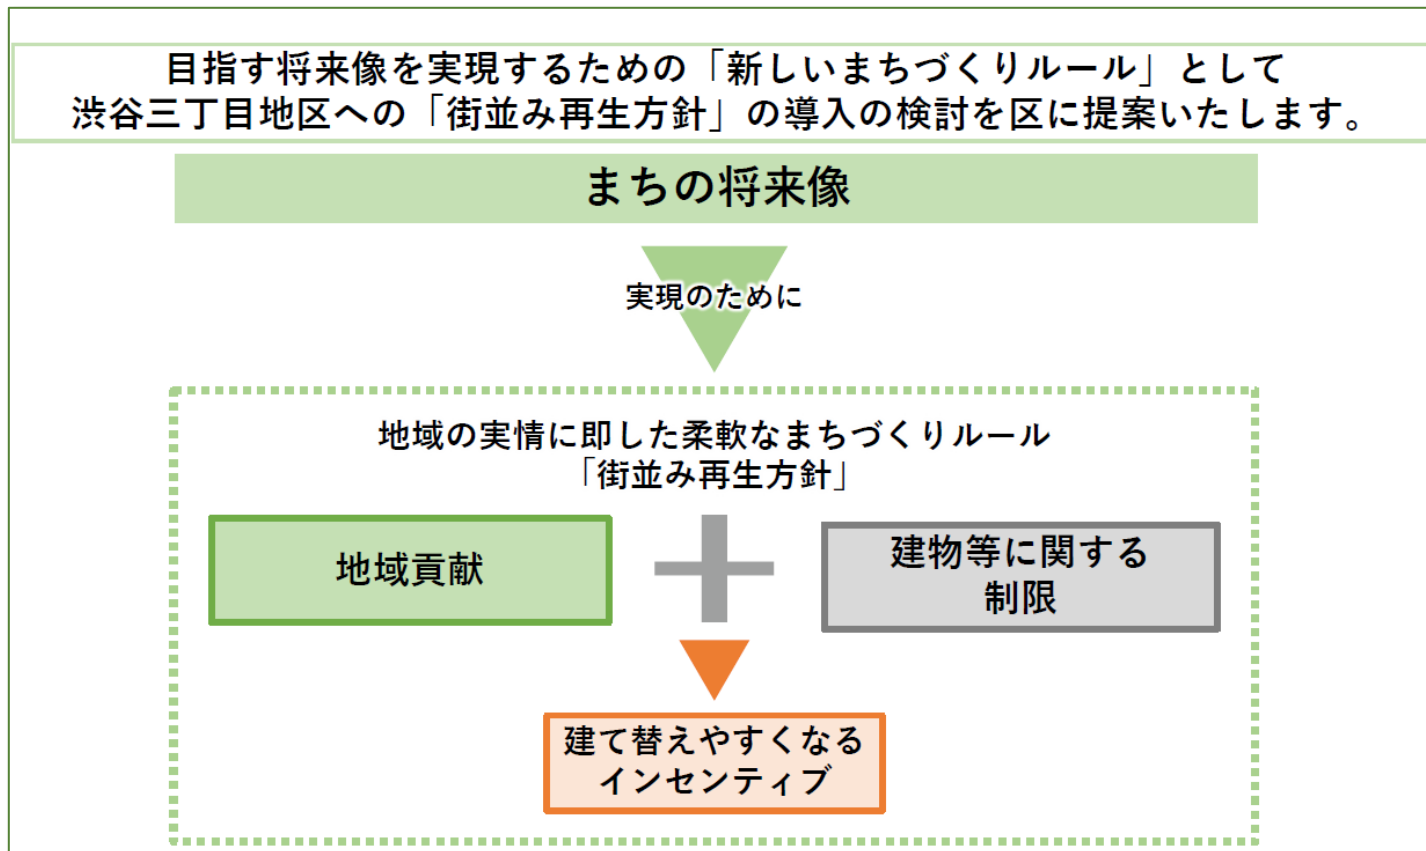 目指す将来像を実現するための「新しいまちづくりルール」として
渋谷三丁目地区への「街並み再生方針」の導入の検討を区に提案いたします。
まちの将来像
実現のために
地域の実情に即した柔軟なまちづくりルール
「街並み再生方針」
地域貢献
建物等に関する
制限
建て替えやすくなる
インセンティブ